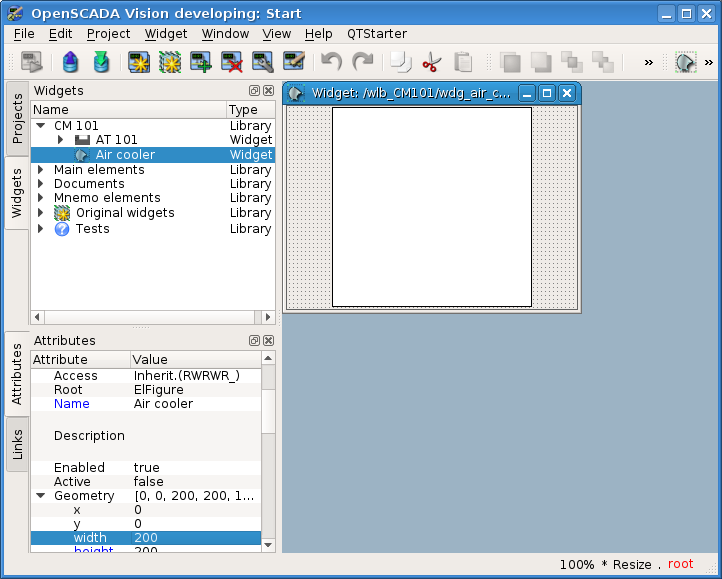 OpenSCADA Vision developing: Start
File Edit Project Widget Window View Help QTStarter
» »
Projects
Widgets
Widgets
Name Type
CM 101 Library
AT 101 Widget
Air cooler Widget
Main elements Library
Documents Library
Mnemo elements Library
Original widgets Library
? Tests Library
Widget: /wlb_CM101/wdg_air_c...
Attributes
Links
Attributes
Attribute Value
Access Inherit.(RWRWR_)
Root ElFigure
Name Air cooler
Description
Enabled true
Active false
Geometry [0, 0, 200, 200, 1...
x 0
y 0
width 200
height 200
100% * Resize . root